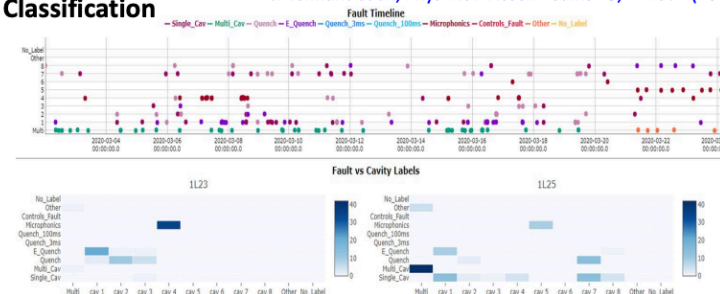 Classification
Fault Timeline
Single_Cav Multi_Cav Quench E_Quench Quench_3ms Quench_100ms Microphonics Controls_Fault Other No_Label
No_Label
Other
8
7
6
5
4
3
2
1
Multi
2020-03-04 2020-03-06 2020-03-08 2020-03-10 2020-03-12 2020-03-14 2020-03-16 2020-03-18 2020-03-20 2020-03-22
00:00:00.0 00:00:00.0 00:00:00.0 00:00:00.0 00:00:00.0 00:00:00.0 00:00:00.0 00:00:00.0 00:00:00.0 00:00:00.0
Fault vs Cavity Labels
1L23
No_Label
Other
Controls_Fault
Microphonics
Quench_100ms
Quench_3ms
E_Quench
Quench
Multi_Cav
Single_Cav
40
30
20
10
0
Multi cav 1 cav 2 cav 3 cav 4 cav 5 cav 6 cav 7 cav 8 Other No_Label
1L25
No_Label
Other
Controls_Fault
Microphonics
Quench_100ms
Quench_3ms
E_Quench
Quench
Multi_Cav
Single_Cav
40
30
20
10
0
Multi cav 1 cav 2 cav 3 cav 4 cav 5 cav 6 cav 7 cav 8 Other No_Label